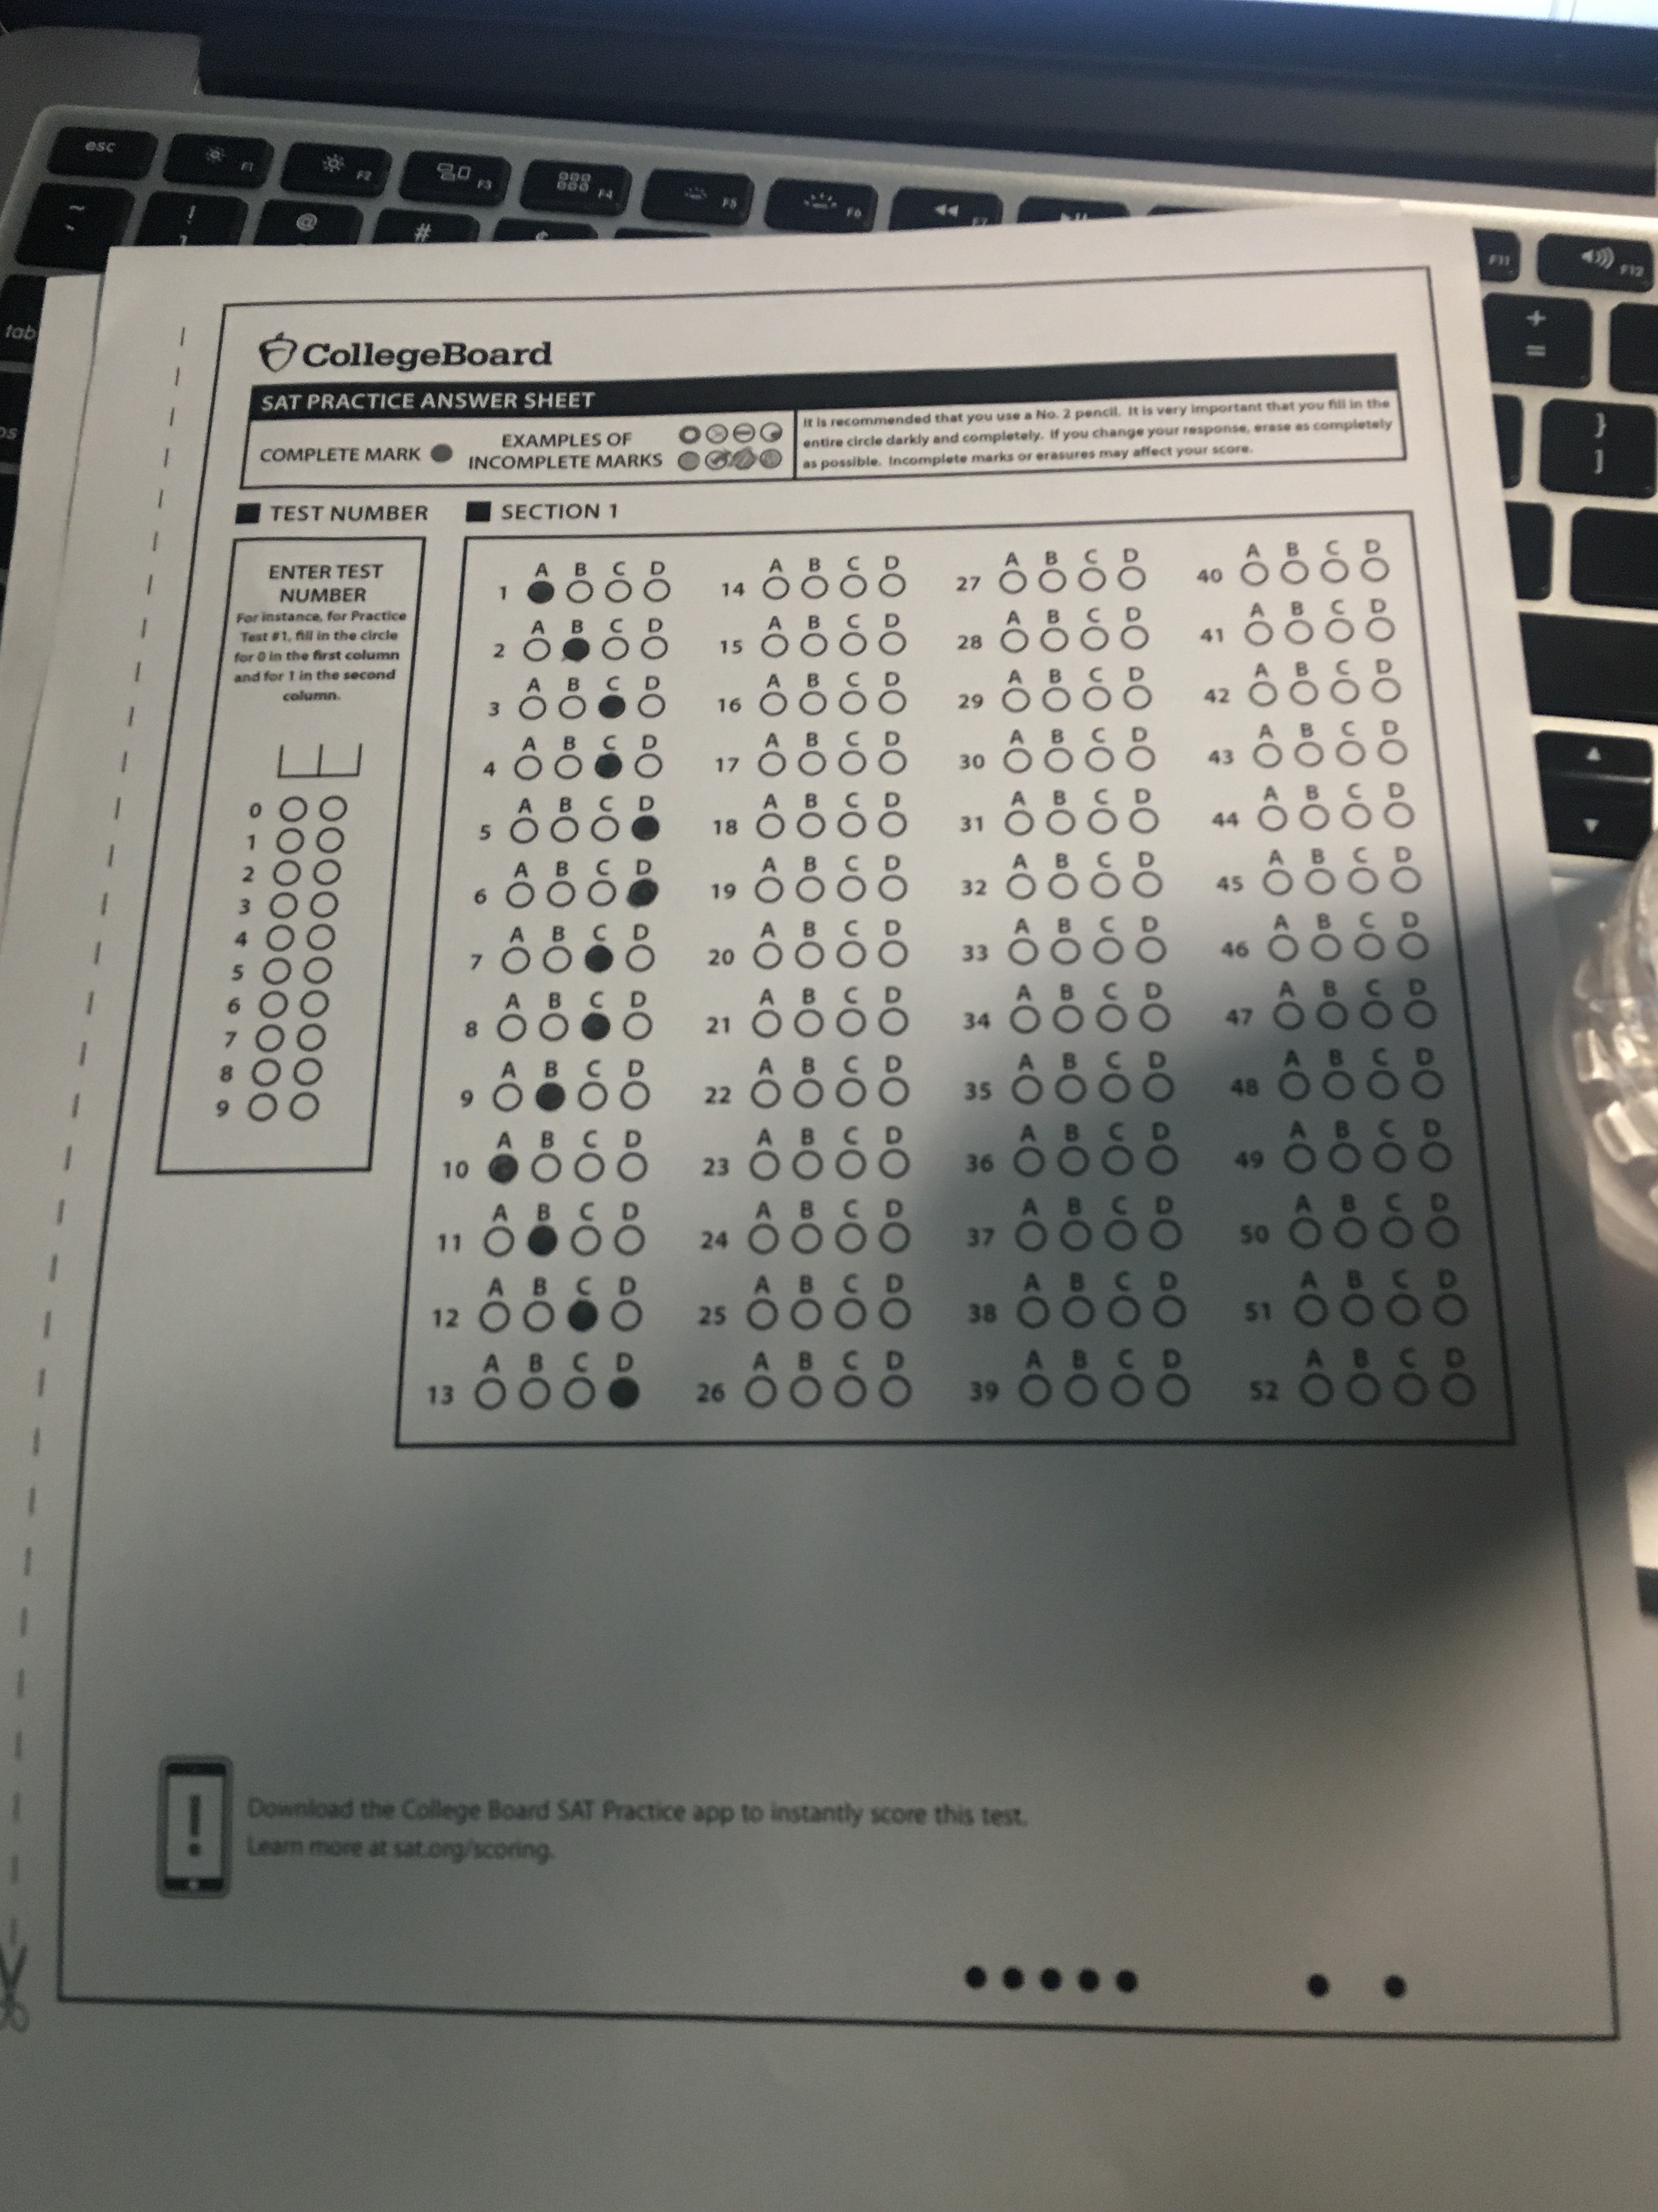 esc F1 F2 F3 F4 F5 F6 F7 F11 F12
~ ! @ # + =
tab } ]
CollegeBoard
SAT PRACTICE ANSWER SHEET
COMPLETE MARK
EXAMPLES OF
INCOMPLETE MARKS
It is recommended that you use a No. 2 pencil. It is very important that you fill in the
entire circle darkly and completely. If you change your response, erase as completely
as possible. Incomplete marks or erasures may affect your score.
TEST NUMBER
ENTER TEST
NUMBER
For instance, for Practice
Test #1, fill in the circle
for 0 in the first column
and for 1 in the second
column.
0
1
2
3
4
5
6
7
8
9
SECTION 1
A B C D A B C D A B C D A B C D
1 14 27 40
A B C D A B C D A B C D A B C D
2 15 28 41
A B C D A B C D A B C D A B C D
3 16 29 42
A B C D A B C D A B C D A B C D
4 17 30 43
A B C D A B C D A B C D A B C D
5 18 31 44
A B C D A B C D A B C D A B C D
6 19 32 45
A B C D A B C D A B C D A B C D
7 20 33 46
A B C D A B C D A B C D A B C D
8 21 34 47
A B C D A B C D A B C D A B C D
9 22 35 48
A B C D A B C D A B C D A B C D
10 23 36 49
A B C D A B C D A B C D A B C D
11 24 37 50
A B C D A B C D A B C D A B C D
12 25 38 51
A B C D A B C D A B C D A B C D
13 26 39 52
Download the College Board SAT Practice app to instantly score this test.
Learn more at sat.org/scoring.